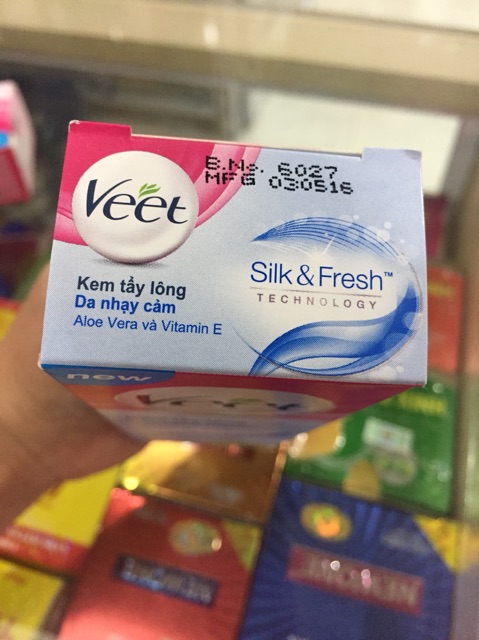 B.No. 6027
MFG 030516
Veet
Silk & Fresh™
TECHNOLOGY
Kem tẩy lông
Da nhạy cảm
Aloe Vera và Vitamin E
new
Veet